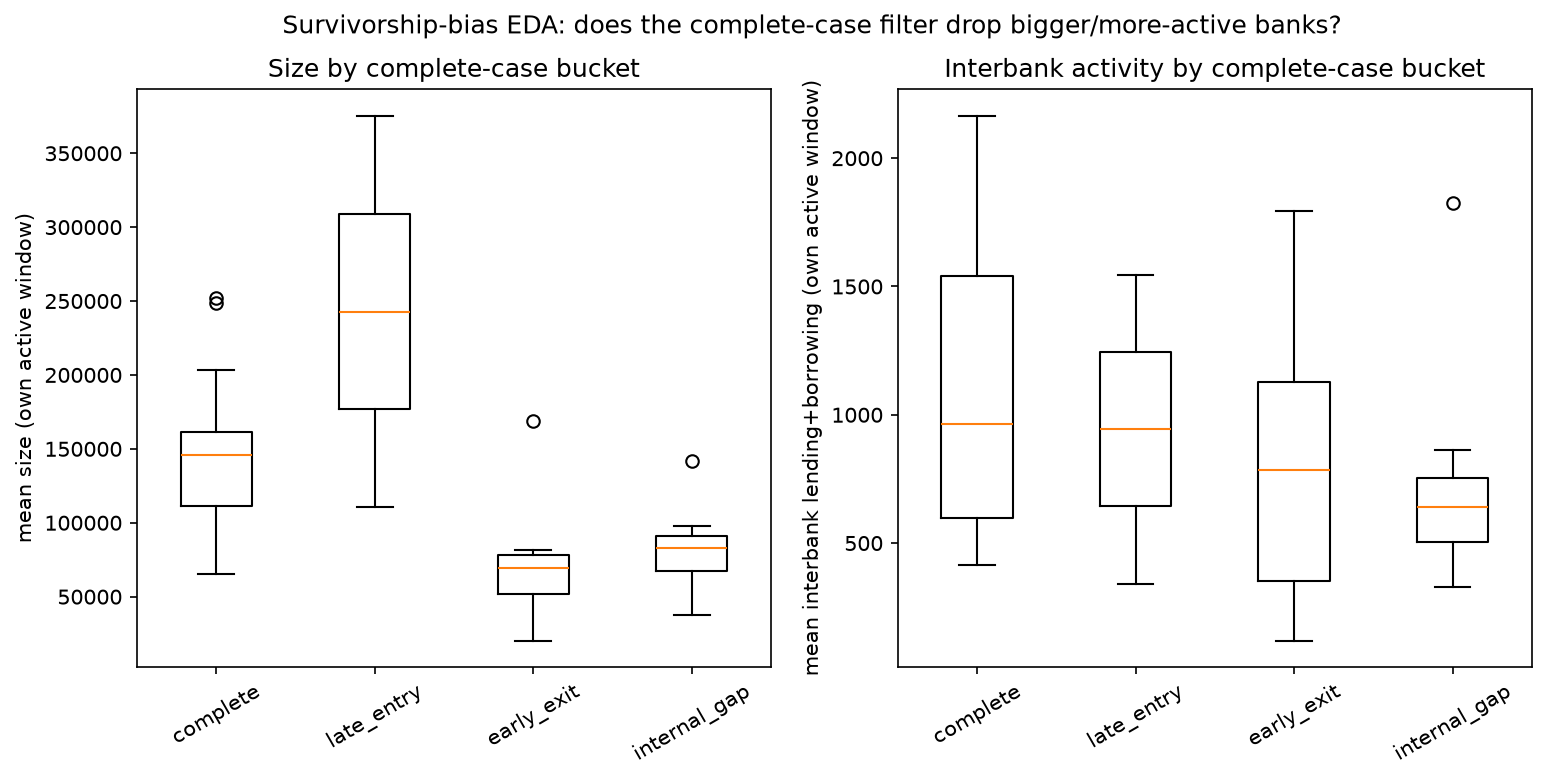 Survivorship-bias EDA: does the complete-case filter drop bigger/more-active banks?
Size by complete-case bucket
mean size (own active window)
350000
300000
250000
200000
150000
100000
50000
complete
late_entry
early_exit
internal_gap
Interbank activity by complete-case bucket
mean interbank lending+borrowing (own active window)
2000
1500
1000
500
complete
late_entry
early_exit
internal_gap